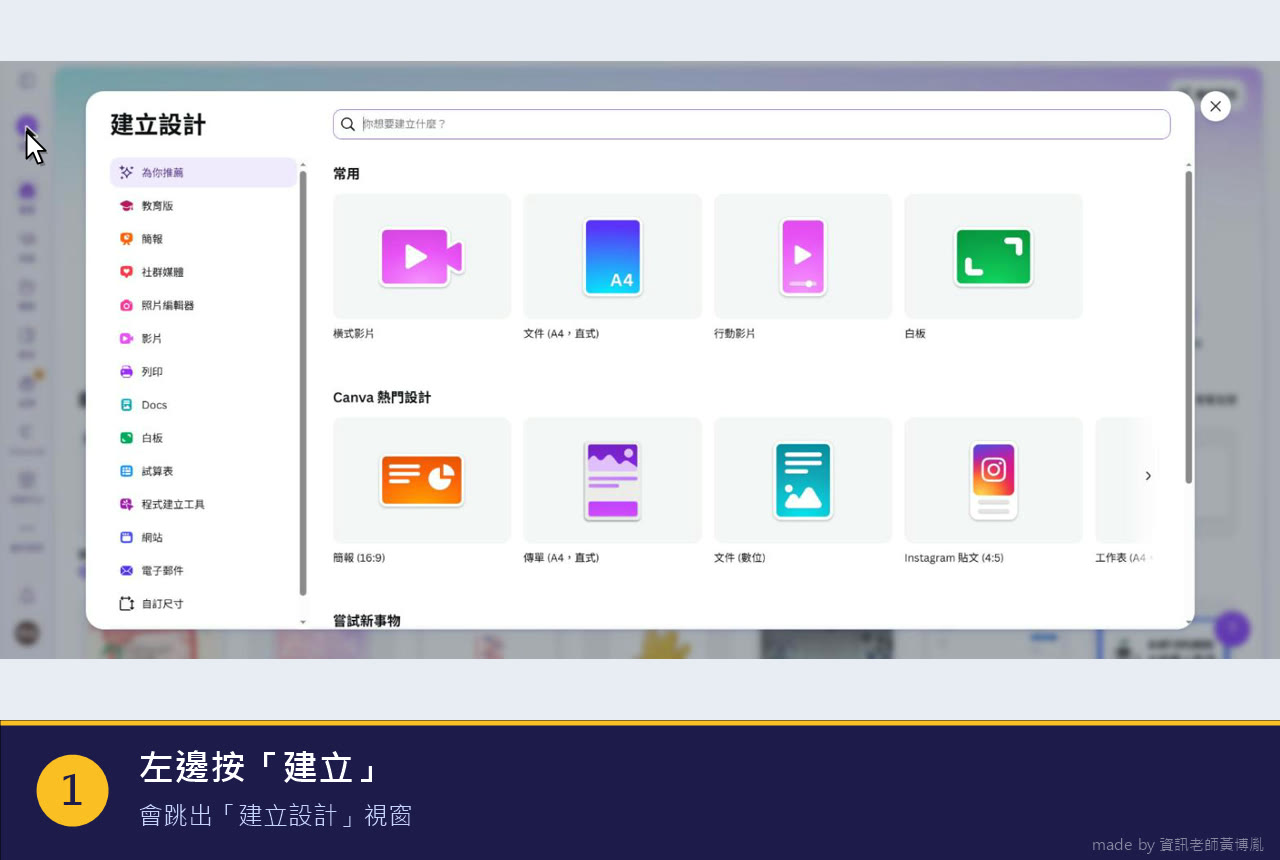 建立設計
你想要建立什麼？
為你推薦
教育版
簡報
社群媒體
照片編輯器
影片
列印
Docs
白板
試算表
程式建立工具
網站
電子郵件
自訂尺寸
常用
A4
橫式影片
文件 (A4，直式)
行動影片
白板
Canva 熱門設計
簡報 (16:9)
傳單 (A4，直式)
文件 (數位)
Instagram 貼文 (4:5)
工作表 (A4
嘗試新事物
1
左邊按「建立」
會跳出「建立設計」視窗
made by 資訊老師黃博胤